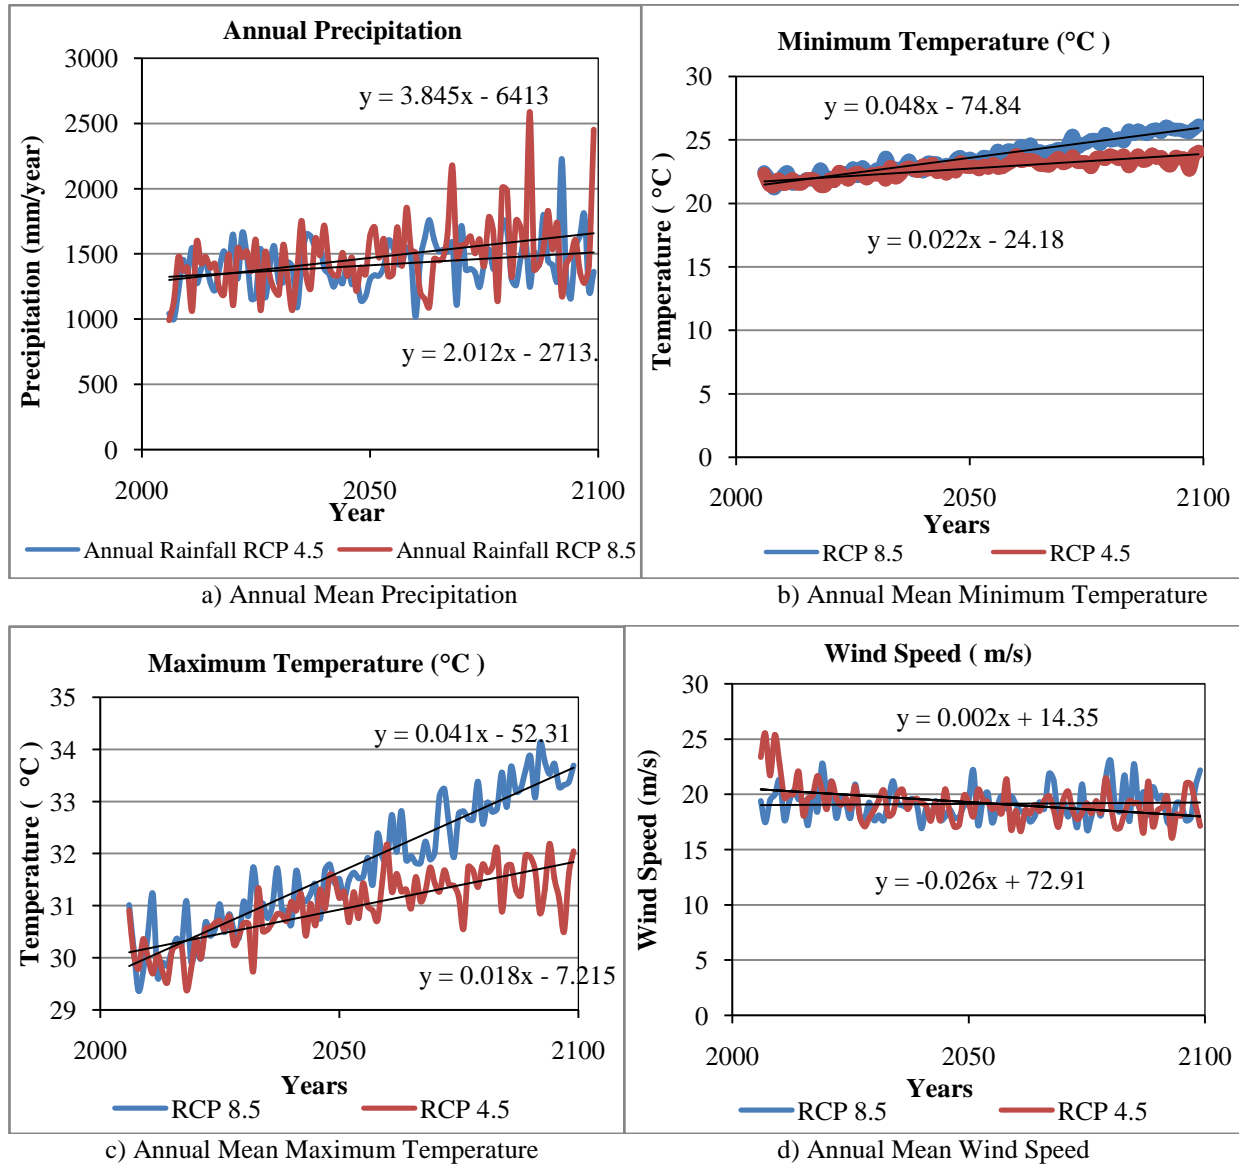 Annual Precipitation
3000
2500
2000
1500
1000
500
0
y = 3.845x - 6413
y = 2.012x - 2713.
Precipitation (mm/year)
2000 2050 2100
Year
Annual Rainfall RCP 4.5 Annual Rainfall RCP 8.5
a) Annual Mean Precipitation
Minimum Temperature (°C )
30
25
20
15
10
5
0
y = 0.048x - 74.84
y = 0.022x - 24.18
Temperature ( °C)
2000 2050 2100
Years
RCP 8.5 RCP 4.5
b) Annual Mean Minimum Temperature
Maximum Temperature (°C )
35
34
33
32
31
30
29
y = 0.041x - 52.31
y = 0.018x - 7.215
Temperature ( °C)
2000 2050 2100
Years
RCP 8.5 RCP 4.5
c) Annual Mean Maximum Temperature
Wind Speed ( m/s)
30
25
20
15
10
5
0
y = 0.002x + 14.35
y = -0.026x + 72.91
Wind Speed (m/s)
2000 2050 2100
Years
RCP 8.5 RCP 4.5
d) Annual Mean Wind Speed